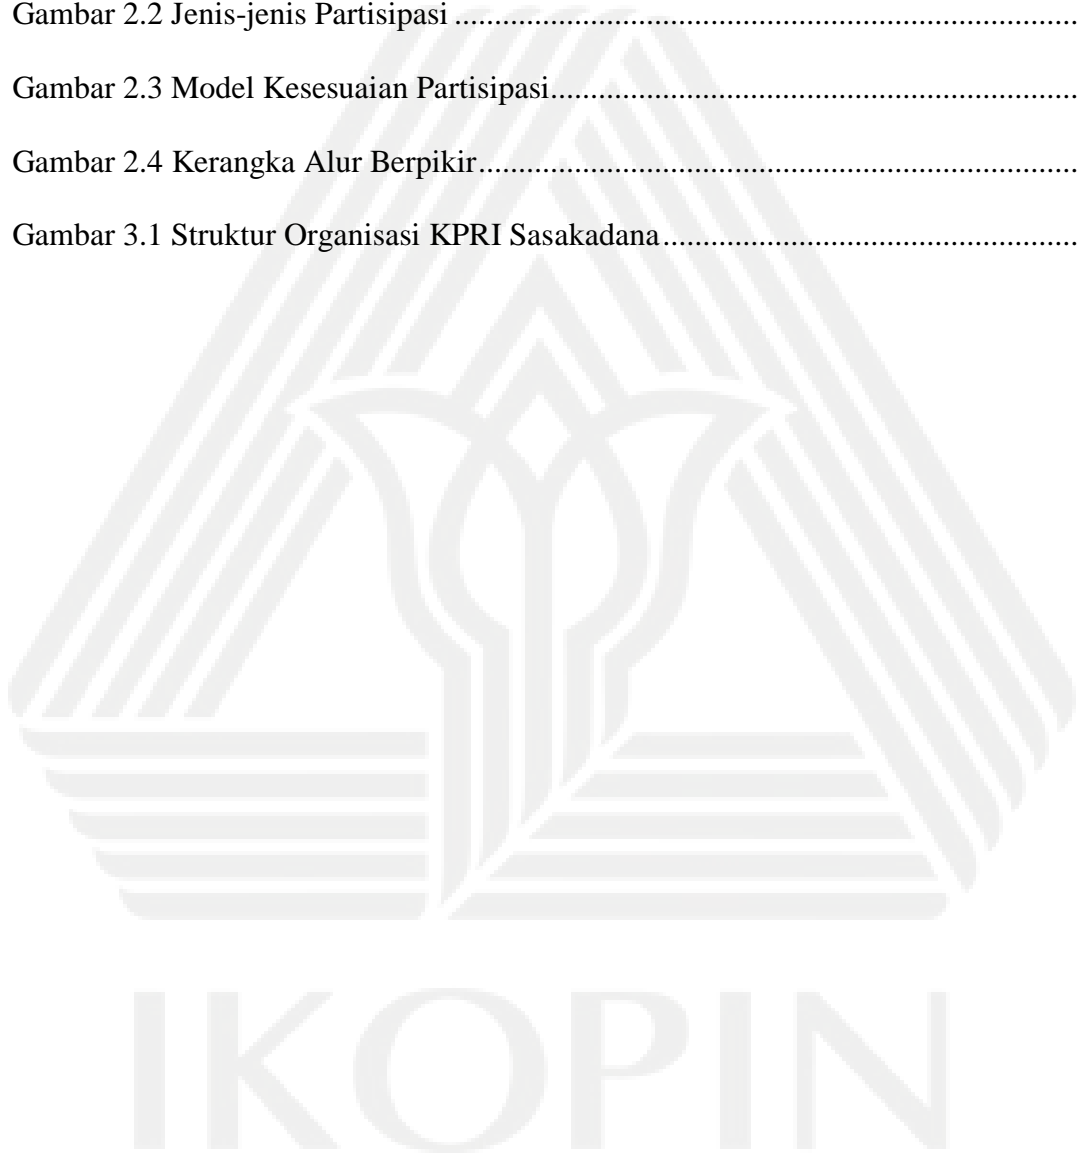 Gambar 2.2 Jenis-jenis Partisipasi ..............................................................................
Gambar 2.3 Model Kesesuaian Partisipasi..................................................................
Gambar 2.4 Kerangka Alur Berpikir...........................................................................
Gambar 3.1 Struktur Organisasi KPRI Sasakadana....................................................
IKOPIN